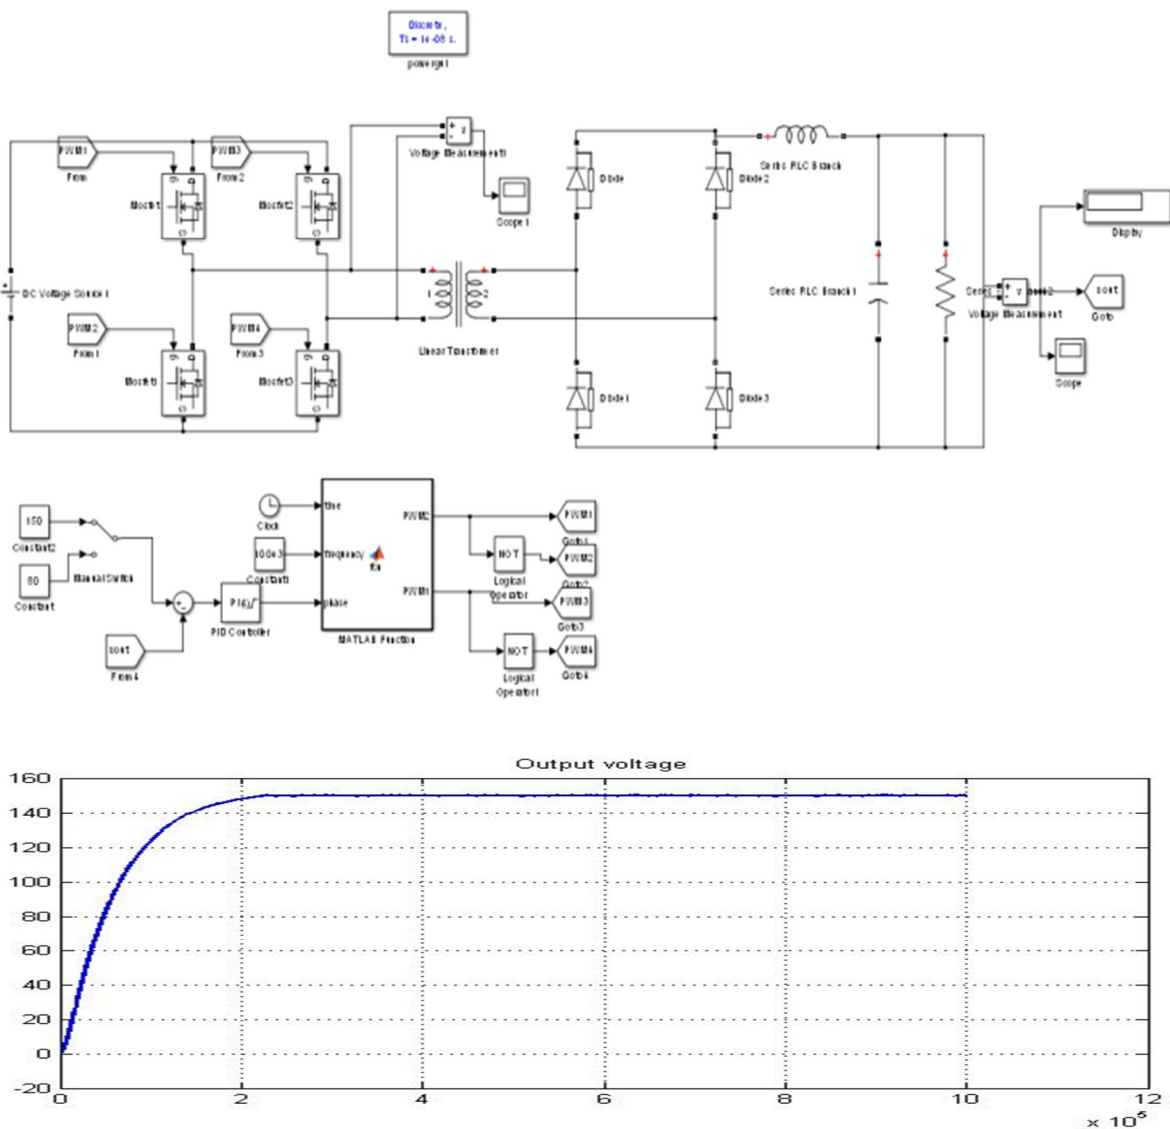 Discrete,
Ts = 1e-08 s.
powergui
PWM1
From
PWM3
From2
Mosfet
Mosfet2
Voltage Measurement1
Scope1
DC Voltage Source1
PWM2
From1
PWM4
From3
Mosfet1
Mosfet3
1
2
Linear Transformer
Diode
Diode2
Diode1
Diode3
Series RLC Branch
Series RLC Branch1
Series
Voltage Measurement
Display
Goto
Scope
150
Constant2
80
Constant
Manual Switch
From4
PID Controller
Clock
100e3
Constant1
time
frequency
phase
fcn
PWM2
PWM1
MATLAB Function
NOT
Logical
Operator
NOT
Logical
Operator1
PWM1
Goto1
PWM2
Goto2
PWM3
Goto3
PWM4
Goto4
Output voltage
160
140
120
100
80
60
40
20
0
-20
0 2 4 6 8 10 12
x 10⁵